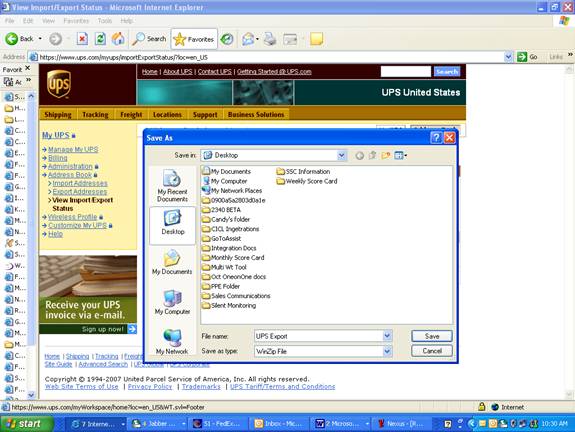 View Import/Export Status - Microsoft Internet Explorer
File Edit View Favorites Tools Help
Back Search Favorites
Address https://www.ups.com/myups/importExportStatus/?loc=en_US Go Links
Favorit
Home | About UPS | Contact UPS | Getting Started @ UPS.com Search
ups
UPS United States
Shipping Tracking Freight Locations Support Business Solutions
My UPS
Manage My UPS
Billing
Administration
Address Book
Import Addresses
Export Addresses
View Import/Export
Status
Wireless Profile
Customize My UPS
Help
Receive your UPS
invoice via e-mail.
Sign up now!
Save As
Save in: Desktop
My Recent
Documents
Desktop
My Documents
My Computer
My Network
My Documents
My Computer
My Network Places
0900a5a2803d0a1e
2340 BETA
Candy's folder
CICL Ingetrations
GoToAssist
Integration Docs
Monthly Score Card
Multi Wt Tool
Oct OneonOne docs
PPE Folder
Sales Communications
Silent Monitoring
SSC Information
Weekly Score Card
File name: UPS Export Save
Save as type: WinZip File Cancel
Home | Shipping | Tracking | Freight
Site Guide | Advanced Search | UPS Global | UPS Corporate
Copyright © 1994-2007 United Parcel Service of America, Inc. All rights reserved.
Web Site Terms of Use | Privacy Policy | Trademarks | UPS Tariff/Terms and Conditions
https://www.ups.com/myWorkspace/home?loc=en_US&WT.svl=Footer Internet
start 7 Internet... 4 Jabber ... SI - FedEx... Inbox - Mic... 2 Microso... Nexus - [R... 10:30 AM